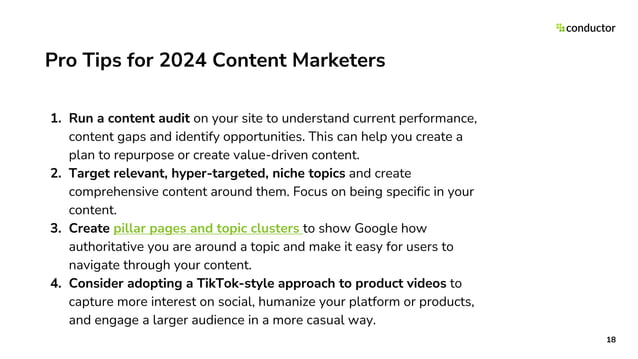 conductor
Pro Tips for 2024 Content Marketers
1. Run a content audit on your site to understand current performance,
content gaps and identify opportunities. This can help you create a
plan to repurpose or create value-driven content.
2. Target relevant, hyper-targeted, niche topics and create
comprehensive content around them. Focus on being specific in your
content.
3. Create pillar pages and topic clusters to show Google how
authoritative you are around a topic and make it easy for users to
navigate through your content.
4. Consider adopting a TikTok-style approach to product videos to
capture more interest on social, humanize your platform or products,
and engage a larger audience in a more casual way.
18